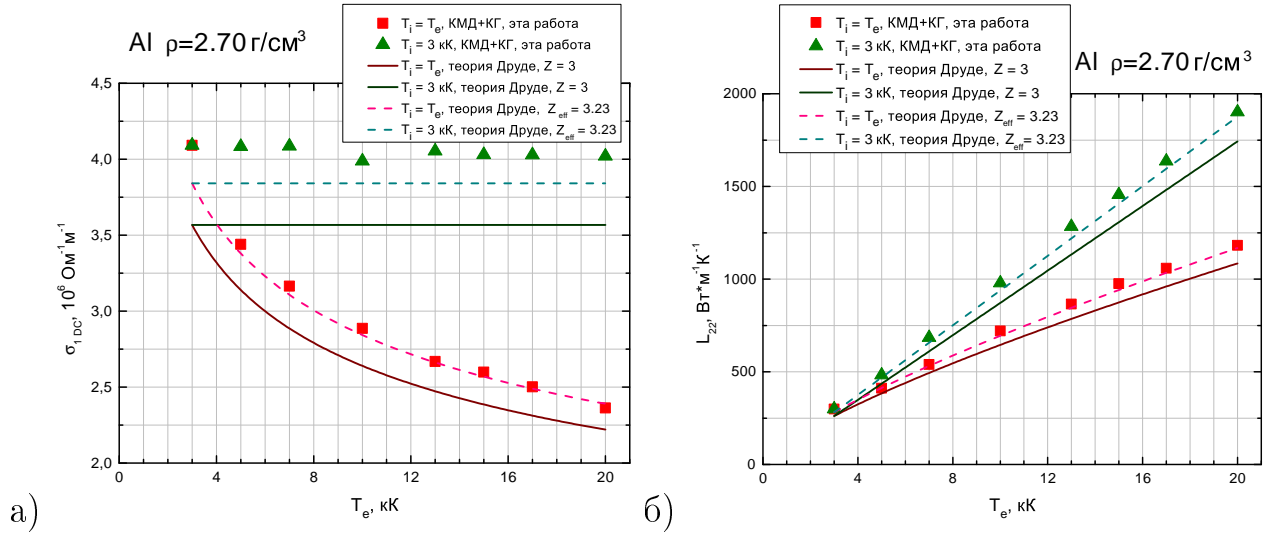 Al ρ=2.70 г/см³
Tᵢ = Tₑ, КМД+КГ, эта работа
Tᵢ = 3 кК, КМД+КГ, эта работа
Tᵢ = Tₑ, теория Друде, Z = 3
Tᵢ = 3 кК, теория Друде, Z = 3
Tᵢ = Tₑ, теория Друде, Z_eff = 3.23
Tᵢ = 3 кК, теория Друде, Z_eff = 3.23
4,5
4,0
3,5
3,0
2,5
2,0
σ₁ DC, 10⁶ Ом⁻¹м⁻¹
0 4 8 12 16 20
Tₑ, кК
а)
Tᵢ = Tₑ, КМД+КГ, эта работа
Tᵢ = 3 кК, КМД+КГ, эта работа
Tᵢ = Tₑ, теория Друде, Z = 3
Tᵢ = 3 кК, теория Друде, Z = 3
Tᵢ = Tₑ, теория Друде, Z_eff = 3.23
Tᵢ = 3 кК, теория Друде, Z_eff = 3.23
Al ρ=2.70 г/см³
2000
1500
1000
500
0
L₂₂, Вт*м⁻¹К⁻¹
0 4 8 12 16 20
Tₑ, кК
б)